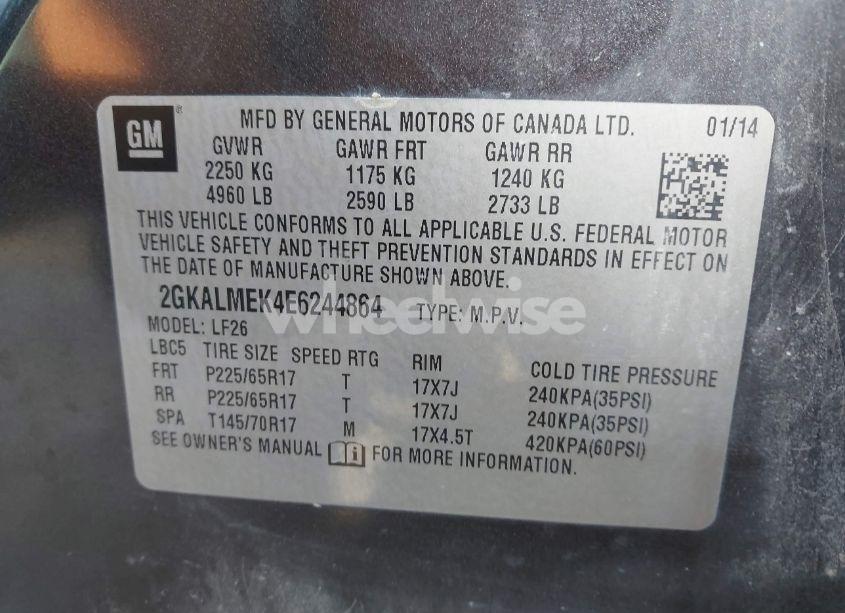 GM ® MFD BY GENERAL MOTORS OF CANADA LTD. 01/14
GVWR GAWR FRT GAWR RR
2250 KG 1175 KG 1240 KG
4960 LB 2590 LB 2733 LB
THIS VEHICLE CONFORMS TO ALL APPLICABLE U.S. FEDERAL MOTOR
VEHICLE SAFETY AND THEFT PREVENTION STANDARDS IN EFFECT ON
THE DATE OF MANUFACTURE SHOWN ABOVE.
2GKALMEK4E6244864 TYPE: M.P.V.
wheelwise
MODEL: LF26
LBC5 TIRE SIZE SPEED RTG RIM COLD TIRE PRESSURE
FRT P225/65R17 T 17X7J 240KPA(35PSI)
RR P225/65R17 T 17X7J 240KPA(35PSI)
SPA T145/70R17 M 17X4.5T 420KPA(60PSI)
SEE OWNER'S MANUAL i FOR MORE INFORMATION.